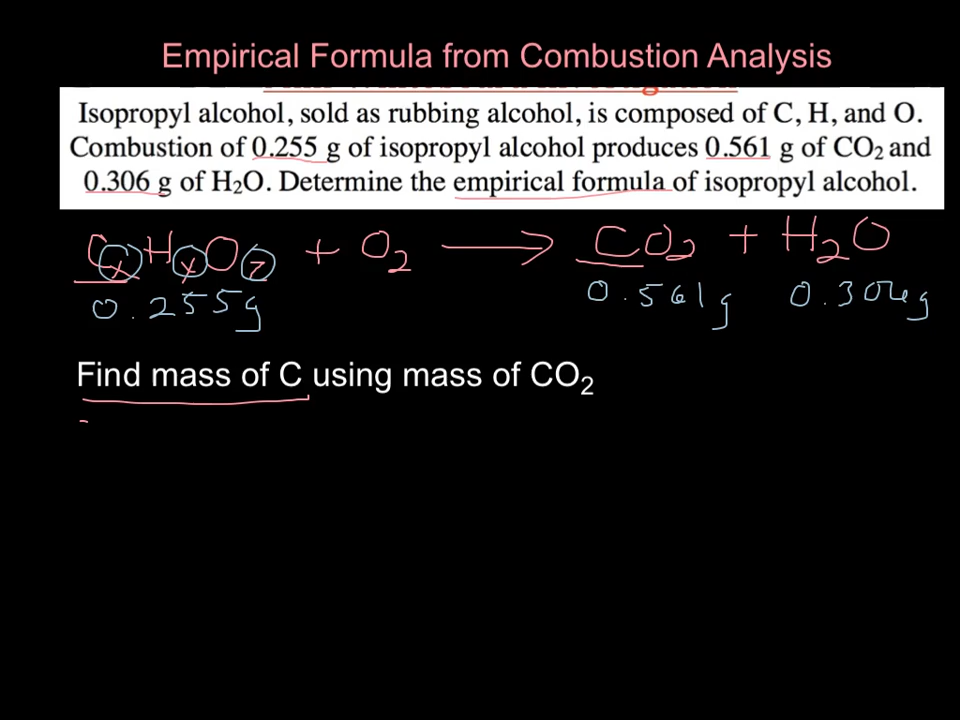 Empirical Formula from Combustion Analysis
Isopropyl alcohol, sold as rubbing alcohol, is composed of C, H, and O.
Combustion of 0.255 g of isopropyl alcohol produces 0.561 g of CO₂ and
0.306 g of H₂O. Determine the empirical formula of isopropyl alcohol.
CₓHᵧO_z + O₂ → CO₂ + H₂O
0.255g 0.561g 0.306g
Find mass of C using mass of CO₂